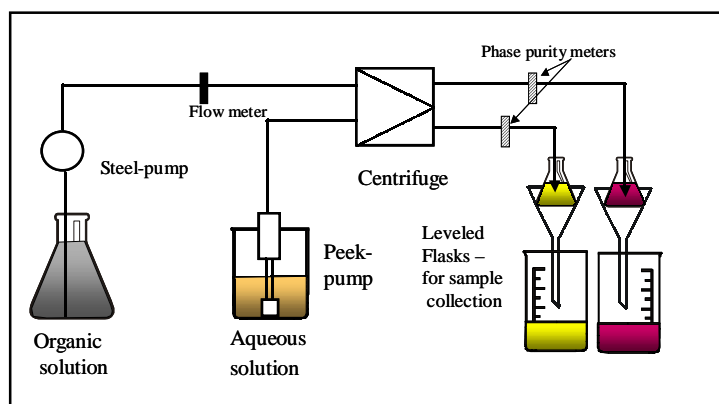 Phase purity meters
Flow meter
Steel-pump
Centrifuge
Peek-
pump
Leveled
Flasks –
for sample
collection
Organic
solution
Aqueous
solution